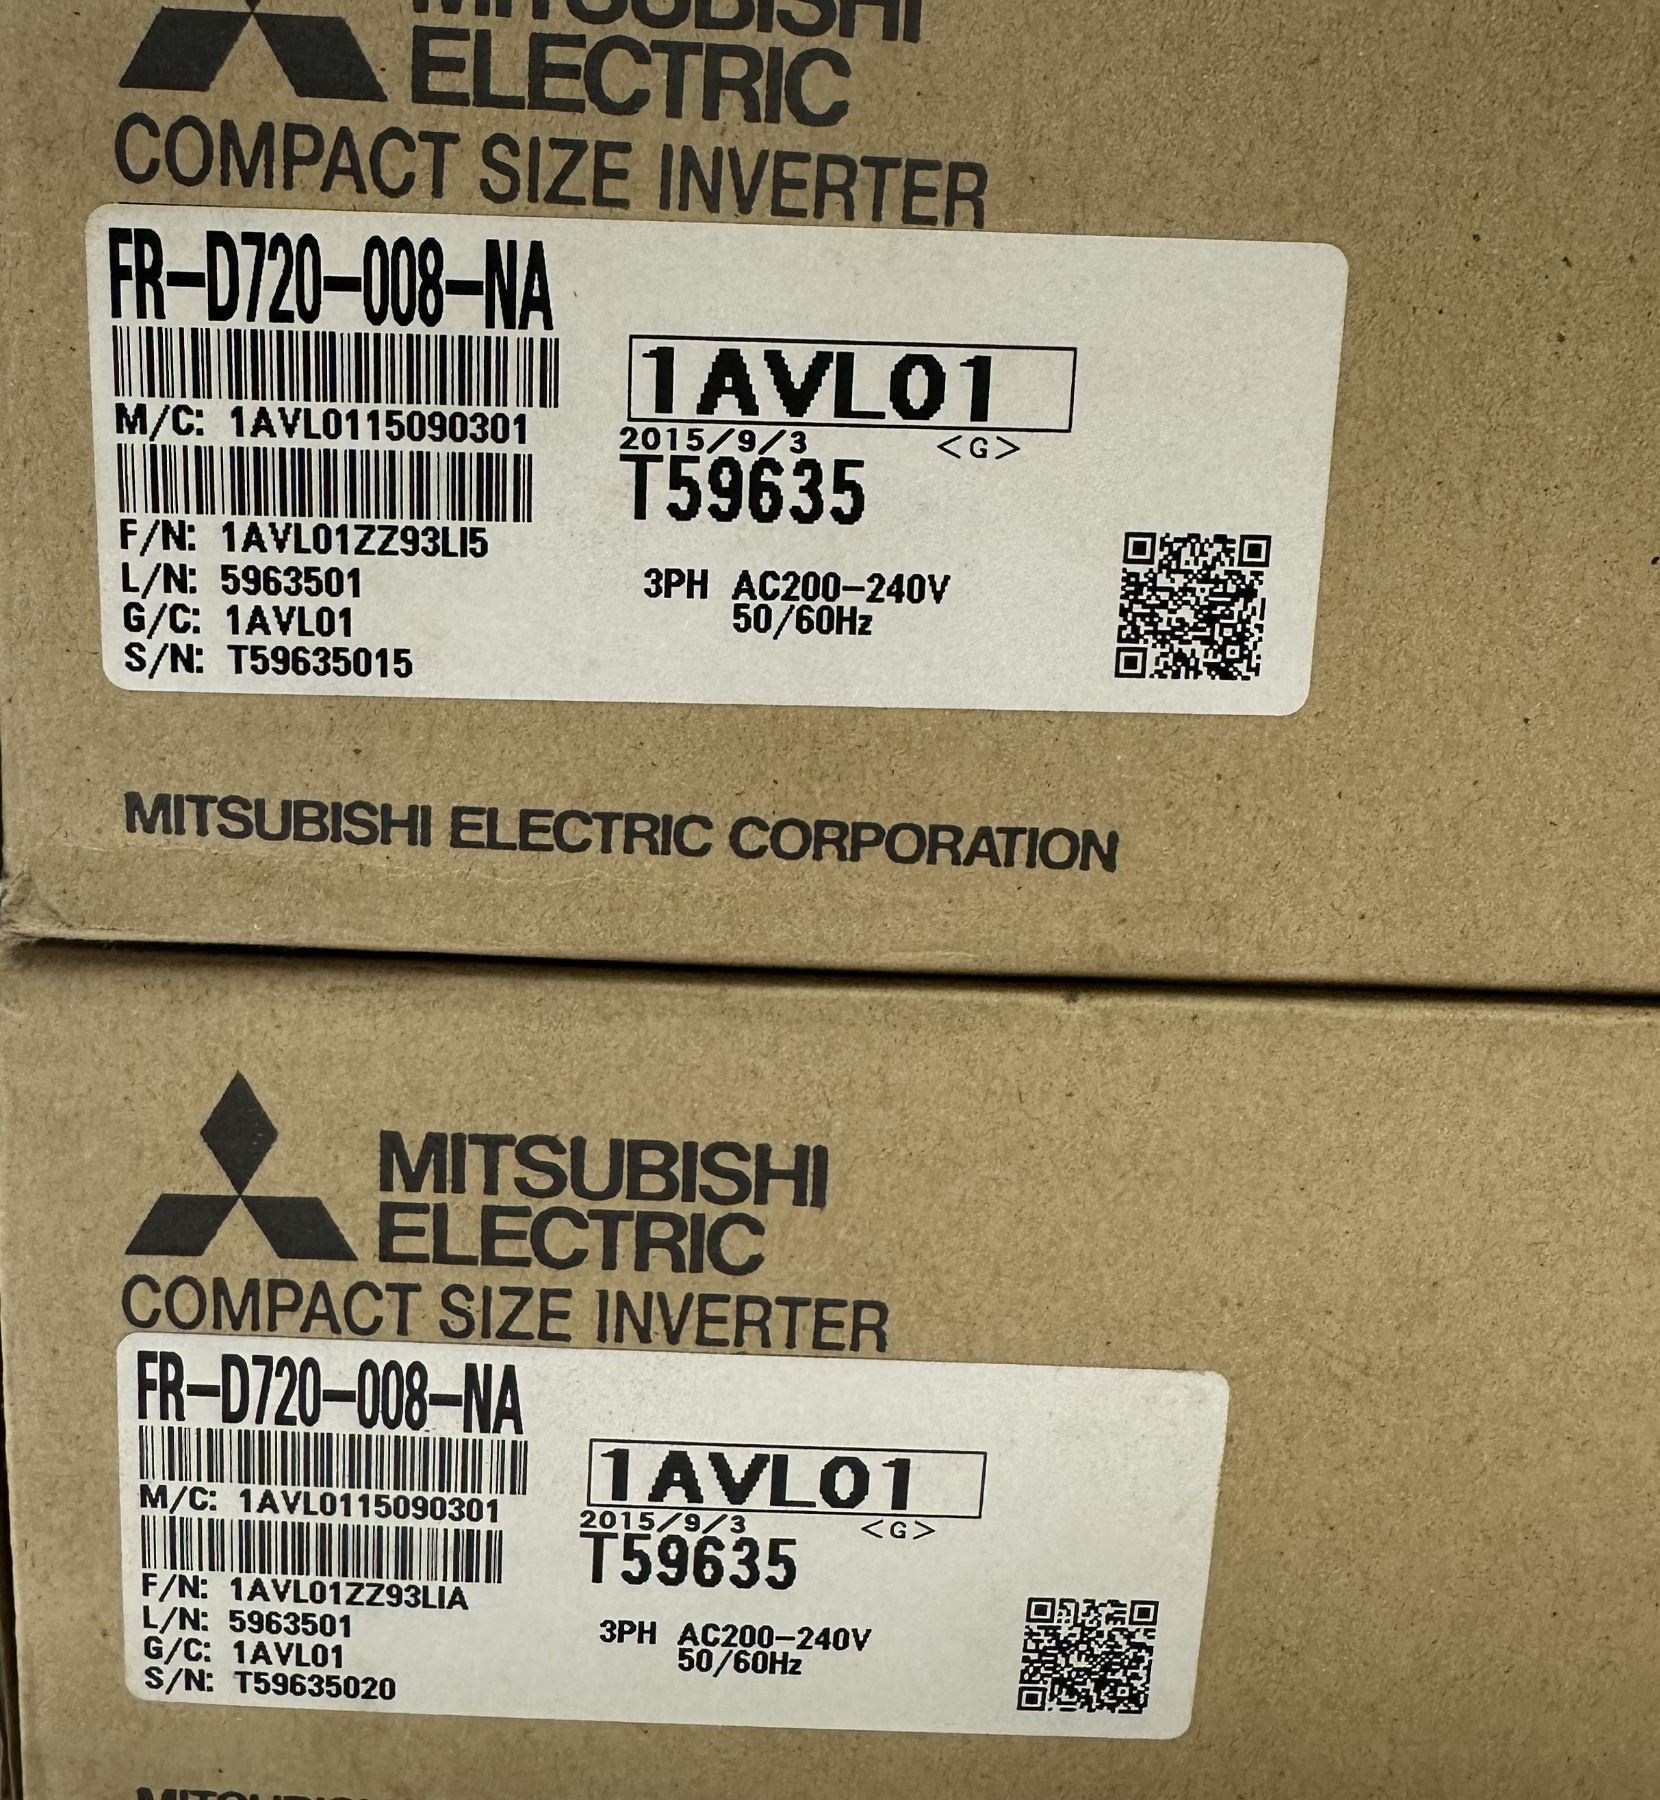 MITSUBISHI
ELECTRIC
COMPACT SIZE INVERTER
FR-D720-008-NA
M/C: 1AVL0115090301
F/N: 1AVL01ZZ93LI5
L/N: 5963501
G/C: 1AVL01
S/N: T59635015
1AVL01
2015/9/3 <G>
T59635
3PH AC200-240V
50/60Hz
MITSUBISHI ELECTRIC CORPORATION
MITSUBISHI
ELECTRIC
COMPACT SIZE INVERTER
FR-D720-008-NA
M/C: 1AVL0115090301
F/N: 1AVL01ZZ93LIA
L/N: 5963501
G/C: 1AVL01
S/N: T59635020
1AVL01
2015/9/3 <G>
T59635
3PH AC200-240V
50/60Hz